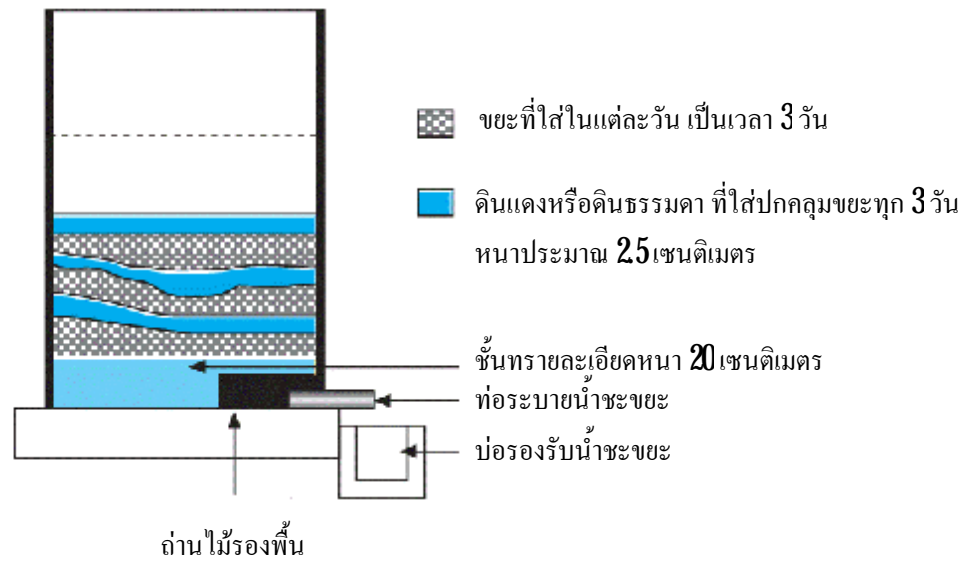 ขยะที่ใส่ในแต่ละวัน เป็นเวลา 3 วัน
ดินแดงหรือดินธรรมดา ที่ใส่ปกคลุมขยะทุก 3 วัน
หนาประมาณ 2.5 เซนติเมตร
ชั้นทรายละเอียดหนา 20 เซนติเมตร
ท่อระบายน้ำชะขยะ
บ่อรองรับน้ำชะขยะ
ถ่านไม้รองพื้น